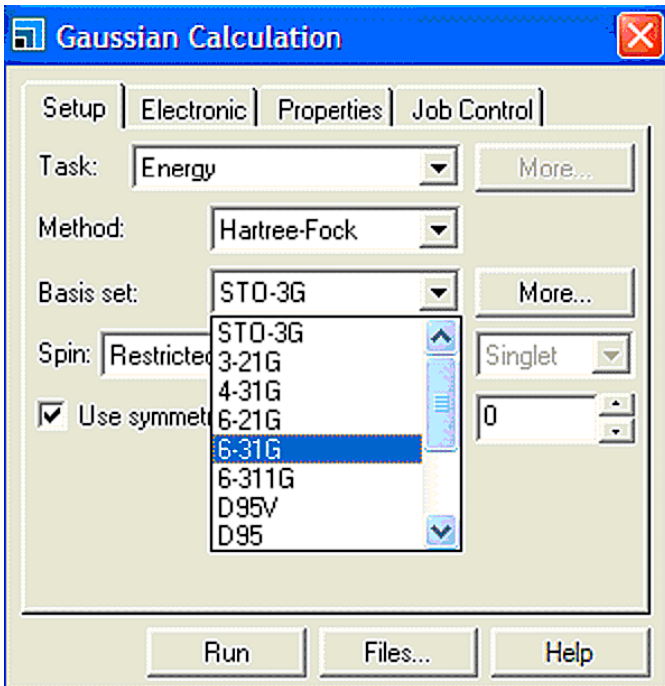 Gaussian Calculation
Setup Electronic Properties Job Control
Task: Energy More...
Method: Hartree-Fock
Basis set: STO-3G More...
STO-3G
Spin: Restricted Singlet
3-21G
4-31G
Use symmet 0
6-21G
6-31G
6-311G
D95V
D95
Run Files... Help